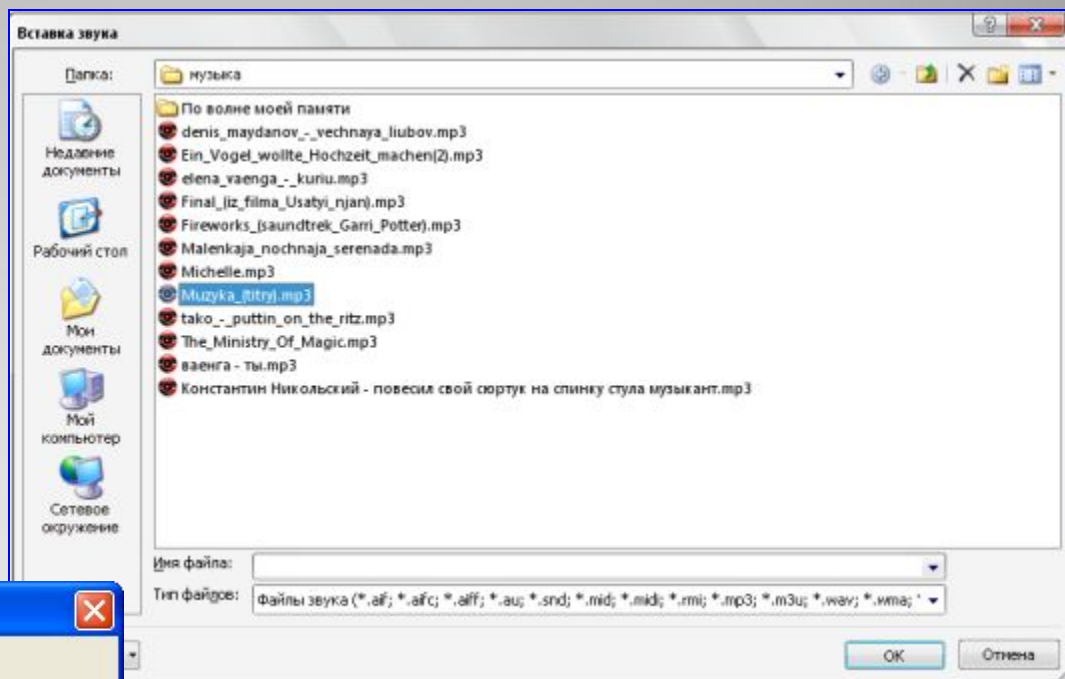 Вставка звука
Папка:
музыка
Недавние
документы
Рабочий стол
Мои
документы
Мой
компьютер
Сетевое
окружение
По волне моей памяти
denis_maydanov_-_vechnaya_liubov.mp3
Ein_Vogel_wollte_Hochzeit_machen(2).mp3
elena_vaenga_-_kuriu.mp3
Final_(iz_filma_Usatyi_njan).mp3
Fireworks_(saundtrek_Garri_Potter).mp3
Malenkaja_nochnaja_serenada.mp3
Michelle.mp3
Muzyka_(titry).mp3
tako_-_puttin_on_the_ritz.mp3
The_Ministry_Of_Magic.mp3
ваенга - ты.mp3
Константин Никольский - повесил свой сюртук на спинку стула музыкант.mp3
Имя файла:
Тип файлов:
Файлы звука (*.aif; *.aifc; *.aiff; *.au; *.snd; *.mid; *.midi; *.rmi; *.mp3; *.m3u; *.wav; *.wma;
ОК
Отмена